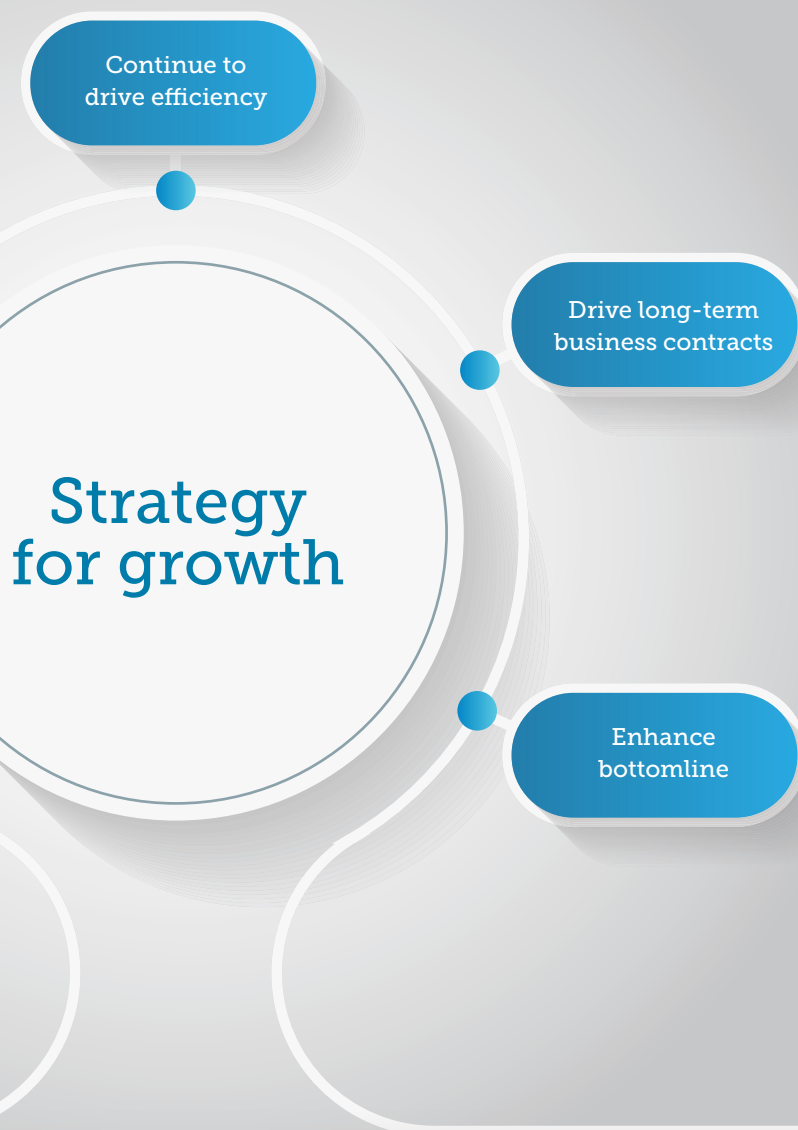 Continue to
drive efficiency
Drive long-term
business contracts
Strategy
for growth
Enhance
bottomline